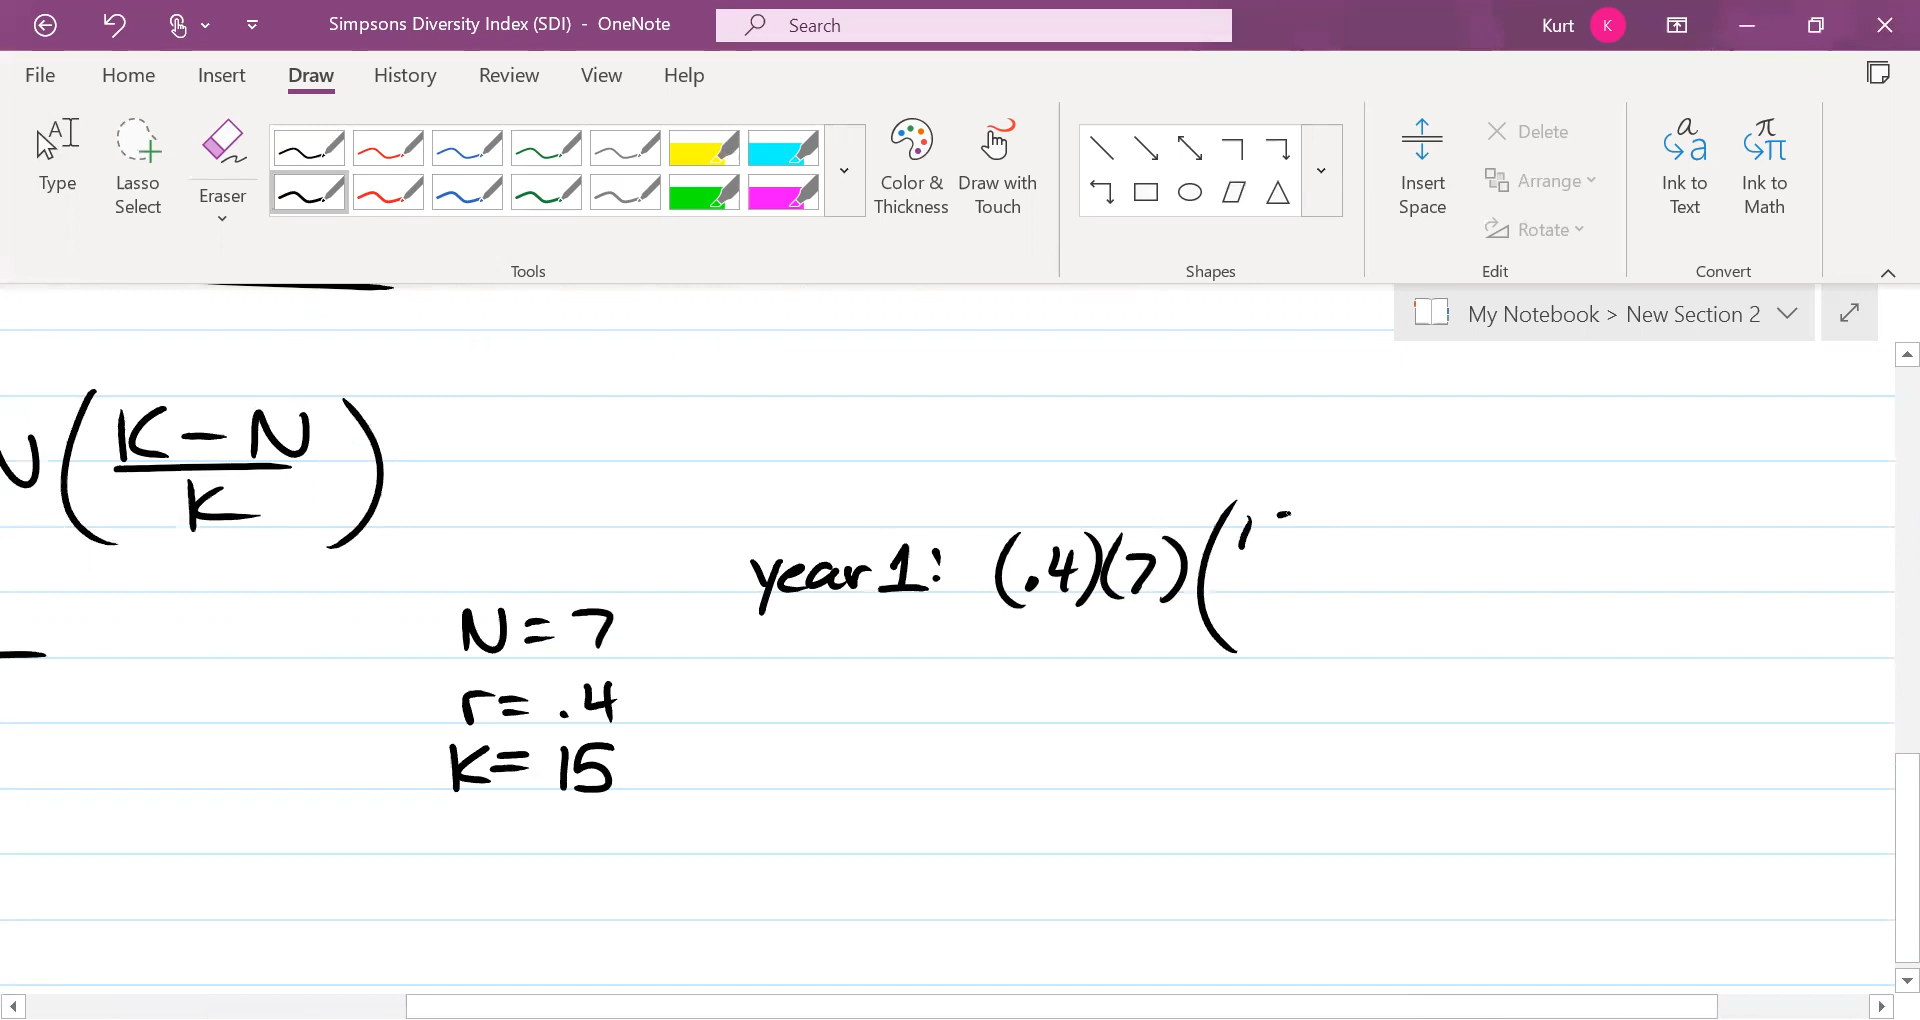 Simpsons Diversity Index (SDI) - OneNote
Search
Kurt K
File Home Insert Draw History Review View Help
Type
Lasso Select
Eraser
Color & Thickness
Draw with Touch
Insert Space
Delete
Arrange
Rotate
Ink to Text
Ink to Math
Tools
Shapes
Edit
Convert
My Notebook > New Section 2
N(K-N/K)
year 1: (.4)(7)(1
N=7
r=.4
K=15